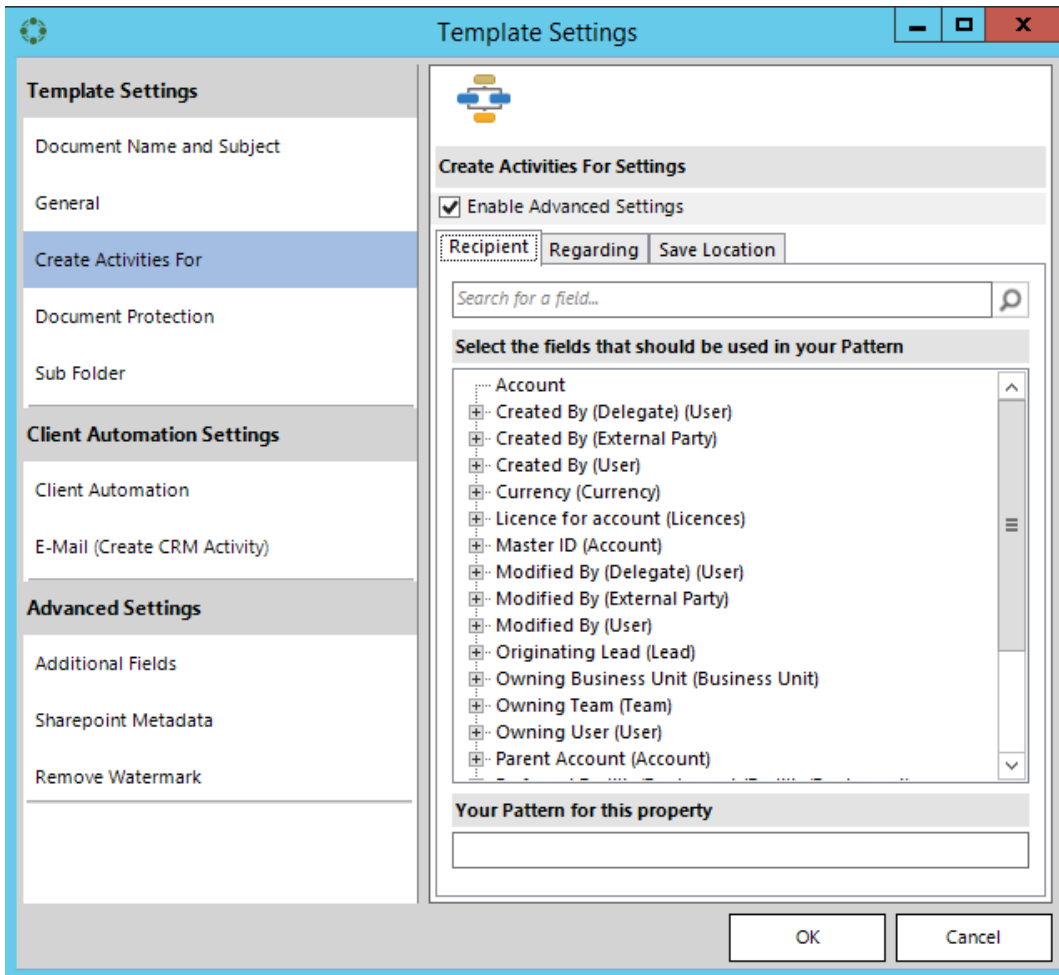 Template Settings
Template Settings
Document Name and Subject
General
Create Activities For
Document Protection
Sub Folder
Client Automation Settings
Client Automation
E-Mail (Create CRM Activity)
Advanced Settings
Additional Fields
Sharepoint Metadata
Remove Watermark
Create Activities For Settings
Enable Advanced Settings
Recipient Regarding Save Location
Search for a field...
Select the fields that should be used in your Pattern
Account
Created By (Delegate) (User)
Created By (External Party)
Created By (User)
Currency (Currency)
Licence for account (Licences)
Master ID (Account)
Modified By (Delegate) (User)
Modified By (External Party)
Modified By (User)
Originating Lead (Lead)
Owning Business Unit (Business Unit)
Owning Team (Team)
Owning User (User)
Parent Account (Account)
Your Pattern for this property
OK Cancel